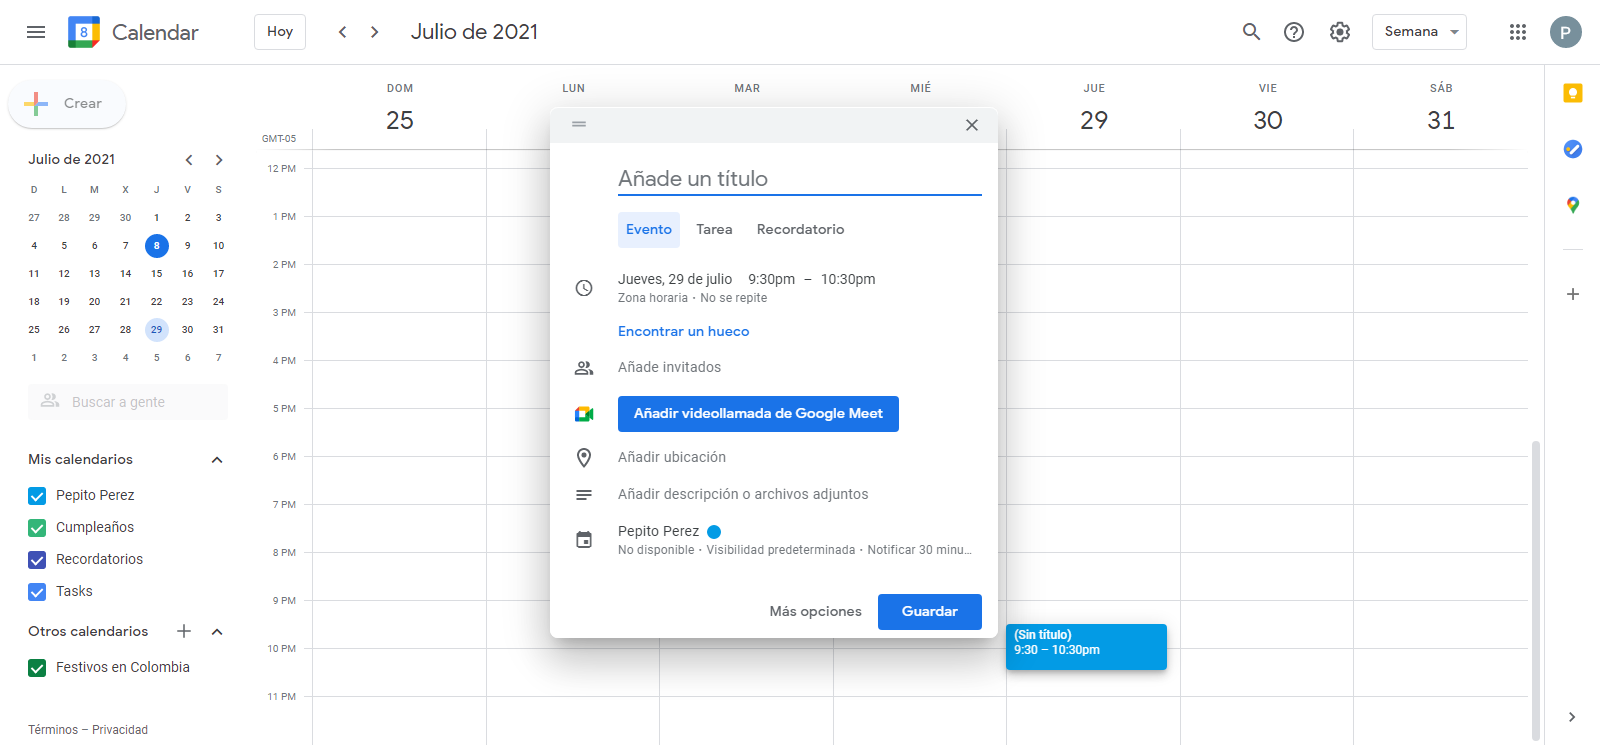 8 Calendar Hoy Julio de 2021 Semana P
Crear
Julio de 2021
D L M X J V S
27 28 29 30 1 2 3
4 5 6 7 8 9 10
11 12 13 14 15 16 17
18 19 20 21 22 23 24
25 26 27 28 29 30 31
1 2 3 4 5 6 7
Buscar a gente
Mis calendarios
Pepito Perez
Cumpleaños
Recordatorios
Tasks
Otros calendarios
Festivos en Colombia
Términos – Privacidad
DOM LUN MAR MIÉ JUE VIE SÁB
25 29 30 31
GMT-05
12 PM
1 PM
2 PM
3 PM
4 PM
5 PM
6 PM
7 PM
8 PM
9 PM
10 PM
11 PM
Añade un título
Evento Tarea Recordatorio
Jueves, 29 de julio 9:30pm – 10:30pm
Zona horaria · No se repite
Encontrar un hueco
Añade invitados
Añadir videollamada de Google Meet
Añadir ubicación
Añadir descripción o archivos adjuntos
Pepito Perez
No disponible · Visibilidad predeterminada · Notificar 30 minu...
Más opciones Guardar
(Sin título)
9:30 – 10:30pm